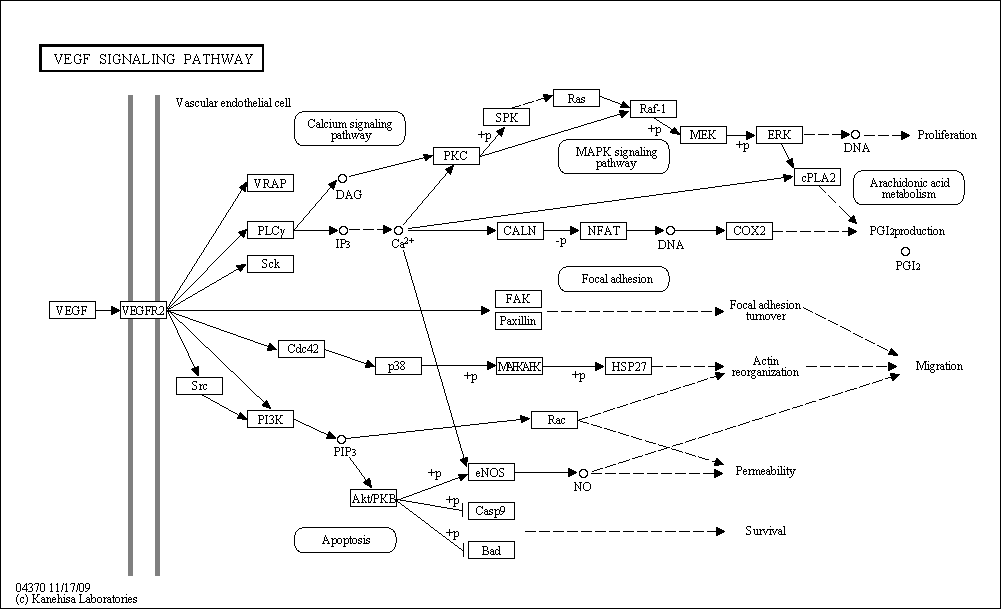 VEGF SIGNALING PATHWAY
Vascular endothelial cell
Calcium signaling
pathway
SPK
+p
Ras
Raf-1
+p
MEK
+p
ERK
DNA
Proliferation
PKC
MAPK signaling
pathway
cPLA2
Arachidonic acid
metabolism
VRAP
DAG
PLCγ
IP3
Ca2+
CALN
-p
NFAT
DNA
COX2
PGI2production
PGI2
Sck
Focal adhesion
VEGF
VEGFR2
FAK
Paxillin
Focal adhesion
turnover
Cdc42
p38
+p
MAPKAPK
+p
HSP27
Actin
reorganization
Migration
Src
PI3K
PIP3
Rac
+p
eNOS
NO
Permeability
Akt/PKB
+p
Casp9
+p
Bad
Survival
Apoptosis
04370 11/17/09
(c) Kanehisa Laboratories